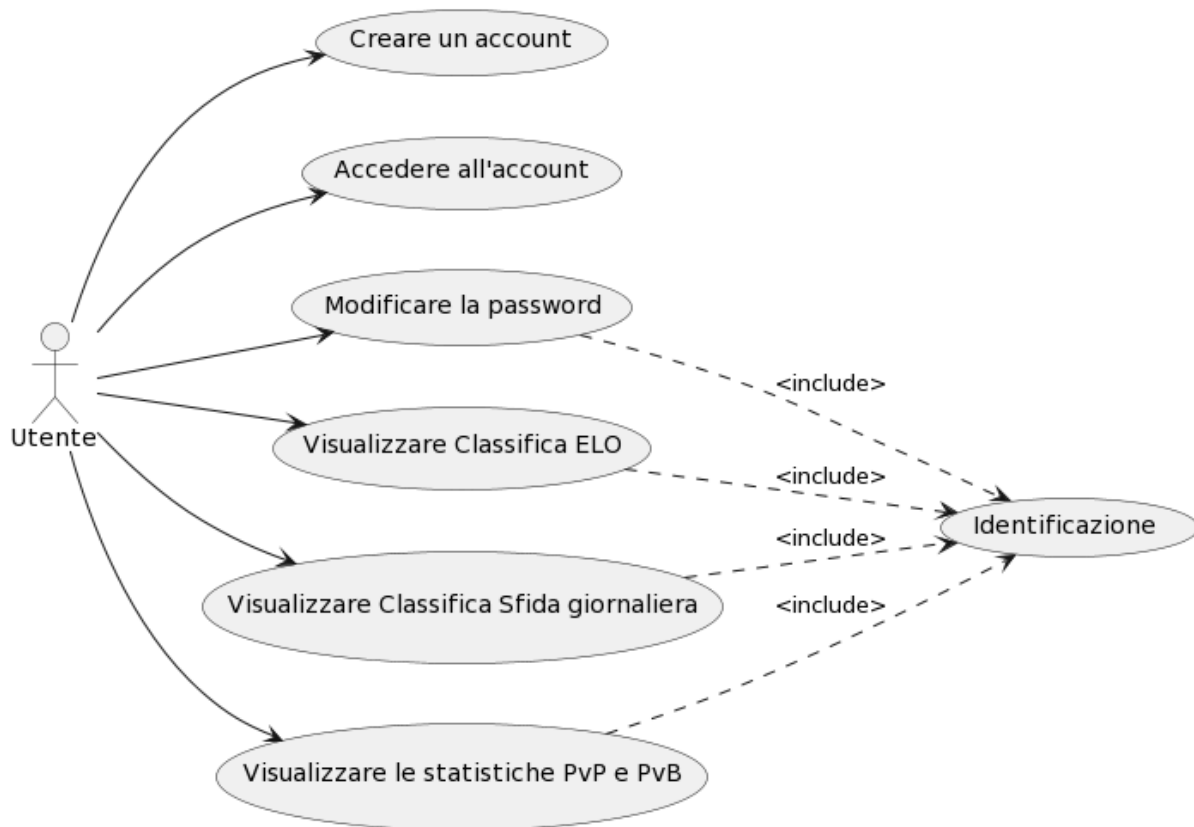 Creare un account
Accedere all'account
Modificare la password
<include>
Utente
Visualizzare Classifica ELO
<include>
Identificazione
<include>
Visualizzare Classifica Sfida giornaliera
<include>
Visualizzare le statistiche PvP e PvB